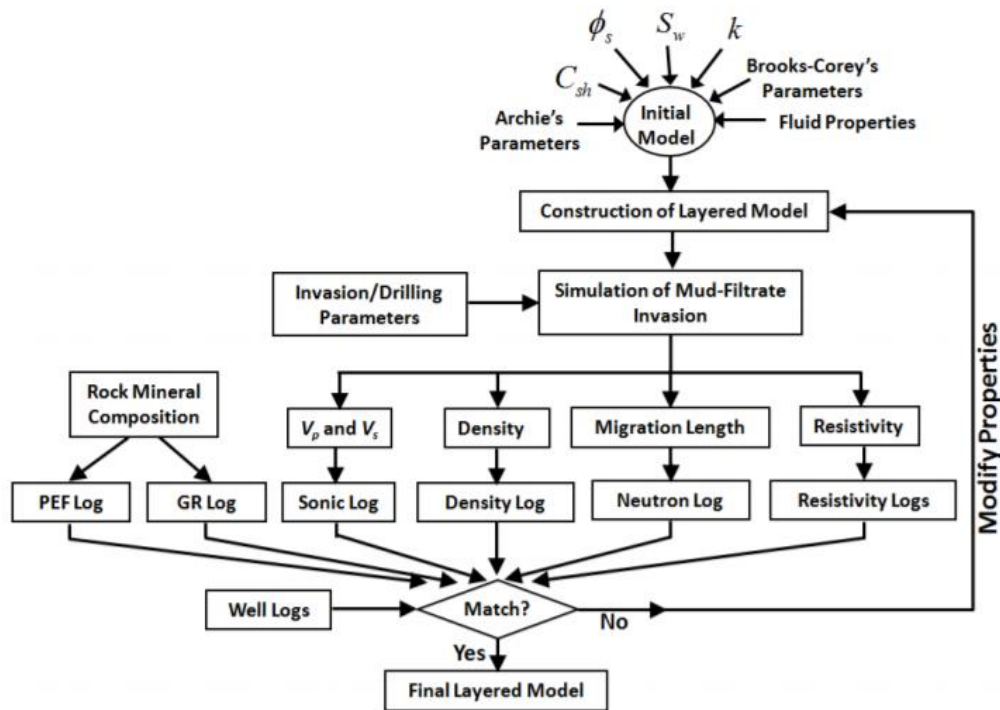 ϕs
Sw
k
Csh
Brooks-Corey's
Parameters
Archie's
Parameters
Initial
Model
Fluid Properties
Construction of Layered Model
Invasion/Drilling
Parameters
Simulation of Mud-Filtrate
Invasion
Modify Properties
Rock Mineral
Composition
Vp and Vs
Density
Migration Length
Resistivity
PEF Log
GR Log
Sonic Log
Density Log
Neutron Log
Resistivity Logs
Well Logs
Match?
No
Yes
Final Layered Model